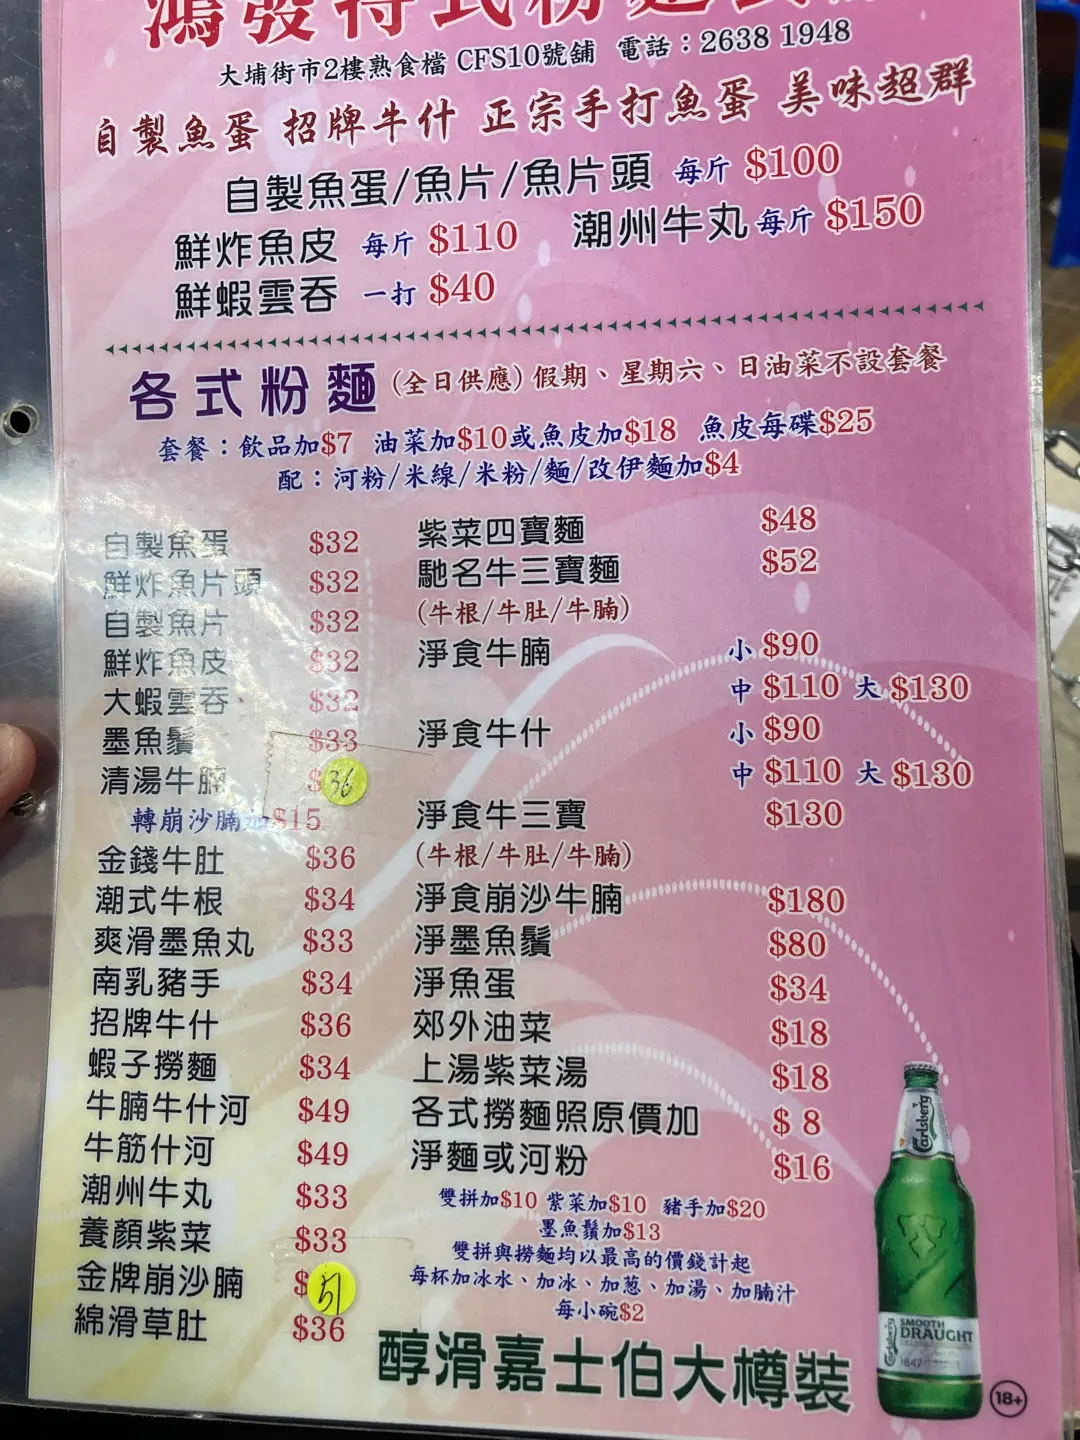 鴻發特式粉麵
大埔街市2樓熟食檔 CFS10號舖 電話：2638 1948
自製魚蛋 招牌牛什 正宗手打魚蛋 美味超群
自製魚蛋/魚片/魚片頭 每斤 $100
鮮炸魚皮 每斤 $110 潮州牛丸 每斤 $150
鮮蝦雲吞 一打 $40
各式粉麵 (全日供應) 假期、星期六、日油菜不設套餐
套餐：飲品加$7 油菜加$10或魚皮加$18 魚皮每碟$25
配：河粉/米線/米粉/麵/改伊麵加$4
自製魚蛋 $32
鮮炸魚片頭 $32
自製魚片 $32
鮮炸魚皮 $32
大蝦雲吞 $32
墨魚鬚 $33
清湯牛腩 $36
轉崩沙腩加$15
金錢牛肚 $36
潮式牛根 $34
爽滑墨魚丸 $33
南乳豬手 $34
招牌牛什 $36
蝦子撈麵 $34
牛腩牛什河 $49
牛筋什河 $49
潮州牛丸 $33
養顏紫菜 $33
金牌崩沙腩 $51
綿滑草肚 $36
紫菜四寶麵 $48
馳名牛三寶麵 $52
(牛根/牛肚/牛腩)
淨食牛腩 小 $90
中 $110 大 $130
淨食牛什 小 $90
中 $110 大 $130
淨食牛三寶 $130
(牛根/牛肚/牛腩)
淨食崩沙牛腩 $180
淨墨魚鬚 $80
淨魚蛋 $34
郊外油菜 $18
上湯紫菜湯 $18
各式撈麵照原價加 $ 8
淨麵或河粉 $16
雙拼加$10 紫菜加$10 豬手加$20
墨魚鬚加$13
雙拼與撈麵均以最高的價錢計起
每杯加冰水、加冰、加葱、加湯、加腩汁
每小碗$2
醇滑嘉士伯大樽裝
Carlsberg
Carlsberg
SMOOTH
DRAUGHT
1847
18+